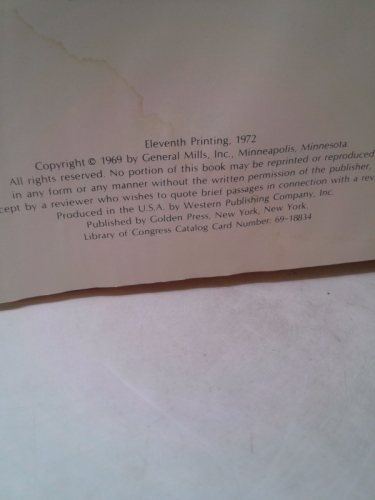 Eleventh Printing, 1972
Copyright © 1969 by General Mills, Inc., Minneapolis, Minnesota.
All rights reserved. No portion of this book may be reprinted or reproduced
in any form or any manner without the written permission of the publisher,
cept by a reviewer who wishes to quote brief passages in connection with a rev
Produced in the U.S.A. by Western Publishing Company, Inc.
Published by Golden Press, New York, New York.
Library of Congress Catalog Card Number: 69-18834